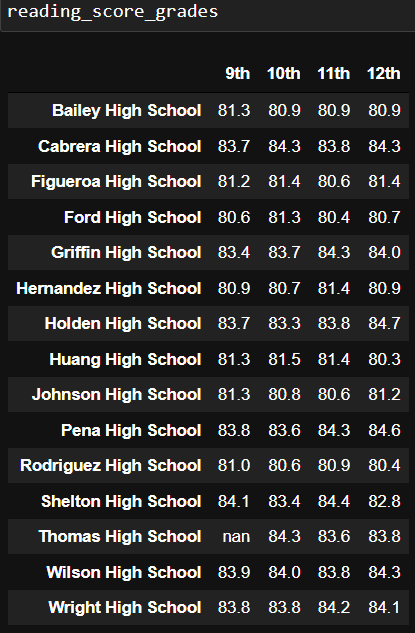 reading_score_grades
9th 10th 11th 12th
Bailey High School 81.3 80.9 80.9 80.9
Cabrera High School 83.7 84.3 83.8 84.3
Figueroa High School 81.2 81.4 80.6 81.4
Ford High School 80.6 81.3 80.4 80.7
Griffin High School 83.4 83.7 84.3 84.0
Hernandez High School 80.9 80.7 81.4 80.9
Holden High School 83.7 83.3 83.8 84.7
Huang High School 81.3 81.5 81.4 80.3
Johnson High School 81.3 80.8 80.6 81.2
Pena High School 83.8 83.6 84.3 84.6
Rodriguez High School 81.0 80.6 80.9 80.4
Shelton High School 84.1 83.4 84.4 82.8
Thomas High School nan 84.3 83.6 83.8
Wilson High School 83.9 84.0 83.8 84.3
Wright High School 83.8 83.8 84.2 84.1